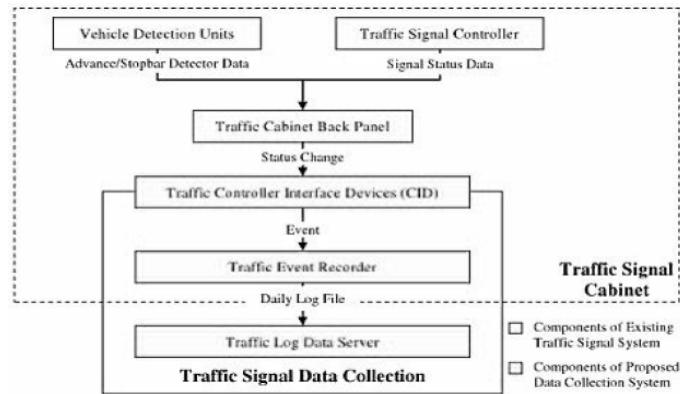 Vehicle Detection Units
Traffic Signal Controller
Advance/Stopbar Detector Data
Signal Status Data
Traffic Cabinet Back Panel
Status Change
Traffic Controller Interface Devices (CID)
Event
Traffic Event Recorder
Traffic Signal
Cabinet
Daily Log File
Traffic Log Data Server
Components of Existing
Traffic Signal System
Traffic Signal Data Collection
Components of Proposed
Data Collection System